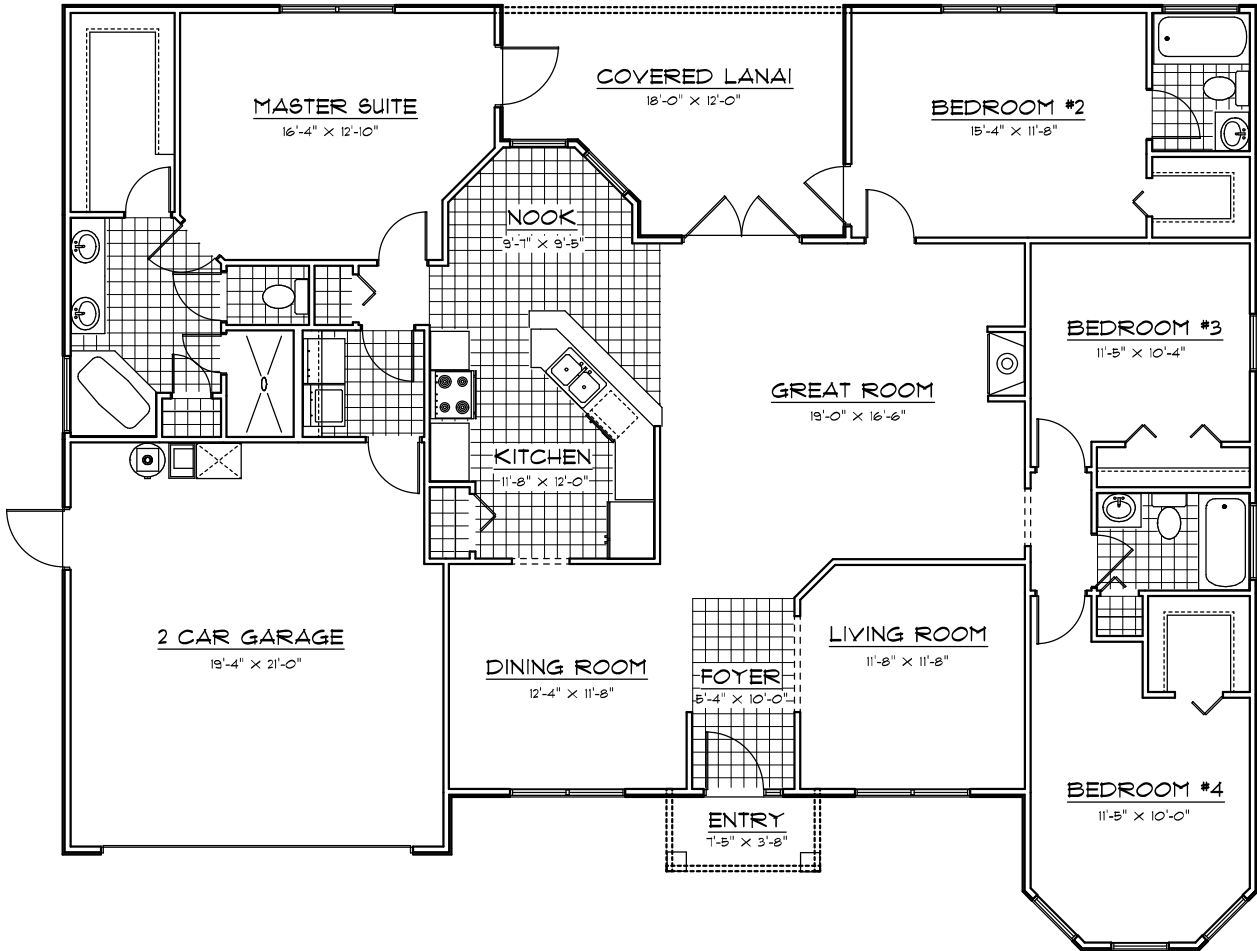 COVERED LANAI
18'-0" X 12'-0"
MASTER SUITE
16'-4" X 12'-10"
BEDROOM #2
15'-4" X 11'-8"
NOOK
9'-7" X 9'-5"
BEDROOM #3
11'-5" X 10'-4"
GREAT ROOM
19'-0" X 16'-6"
KITCHEN
11'-8" X 12'-0"
2 CAR GARAGE
19'-4" X 21'-0"
LIVING ROOM
11'-8" X 11'-8"
DINING ROOM
12'-4" X 11'-8"
FOYER
5'-4" X 10'-0"
BEDROOM #4
11'-5" X 10'-0"
ENTRY
7'-5" X 3'-8"